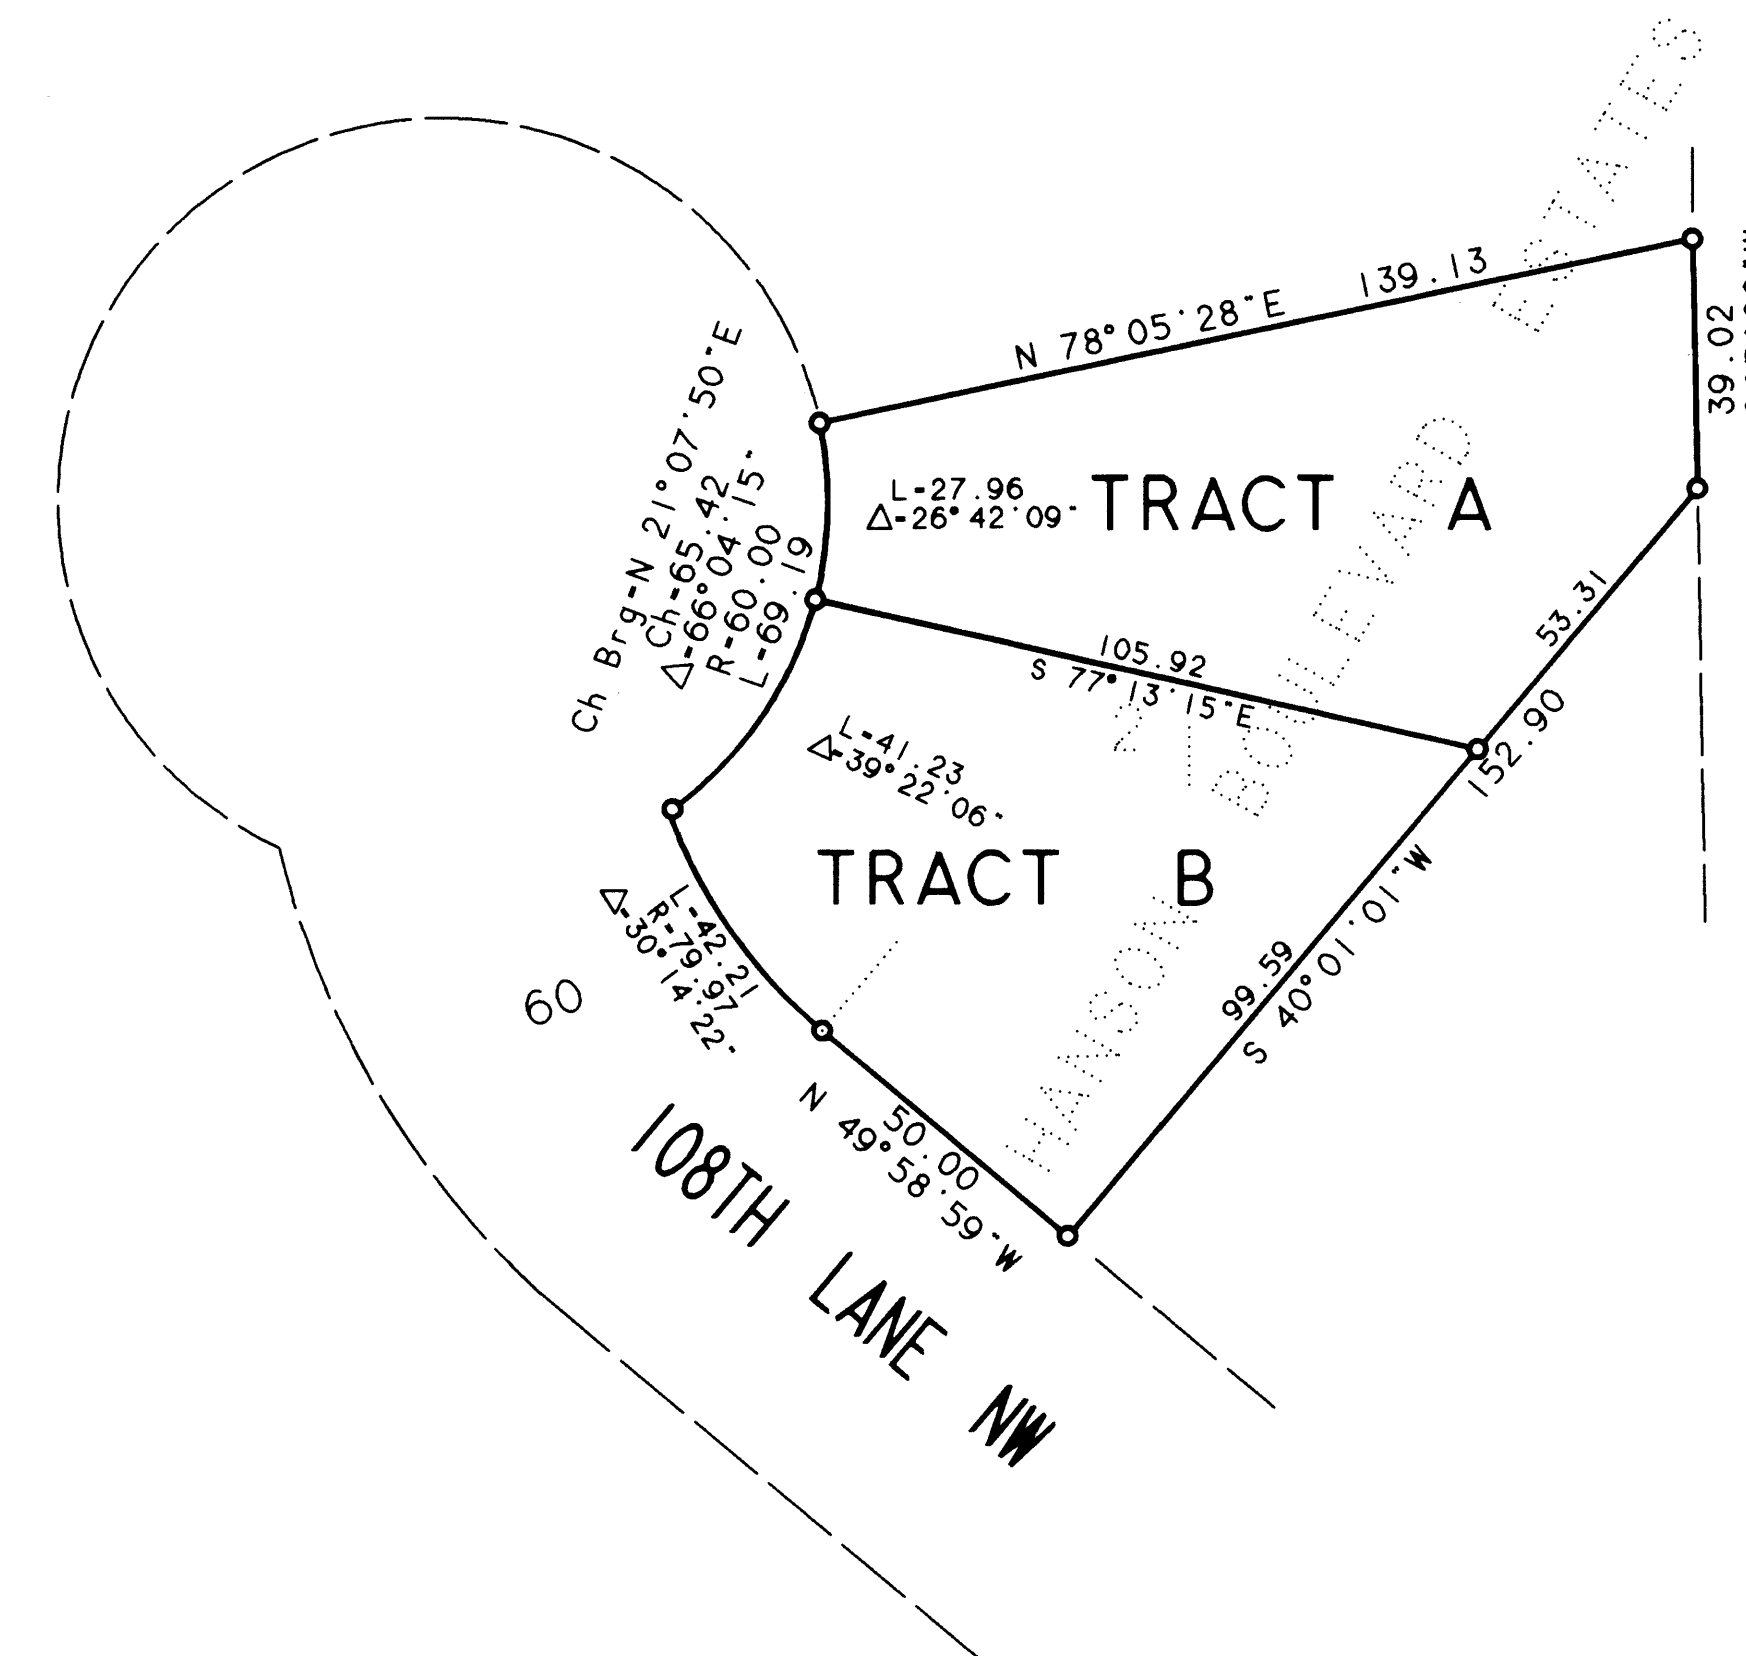 ESTATES
N 78°05'28"E 139.13
39.02
Ch Brg-N 21°07'50"E
Ch-65.42
Δ-66°04'15"
R-60.00
L-69.19
L-27.96
Δ-26°42'09"
TRACT A
BOULEVARD
53.31
105.92
S 77°13'15"E
152.90
L-41.23
Δ-39°22'06"
TRACT B
S 40°01'01"W
99.59
HANSON
L-42.21
R-79.97
Δ-30°14'22"
60
50.00
N 49°58'59"W
108TH LANE NW